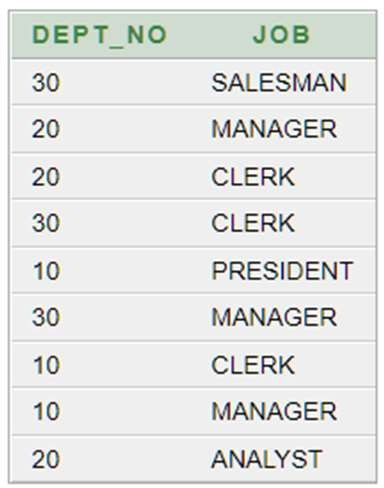 DEPT_NO JOB
30 SALESMAN
20 MANAGER
20 CLERK
30 CLERK
10 PRESIDENT
30 MANAGER
10 CLERK
10 MANAGER
20 ANALYST